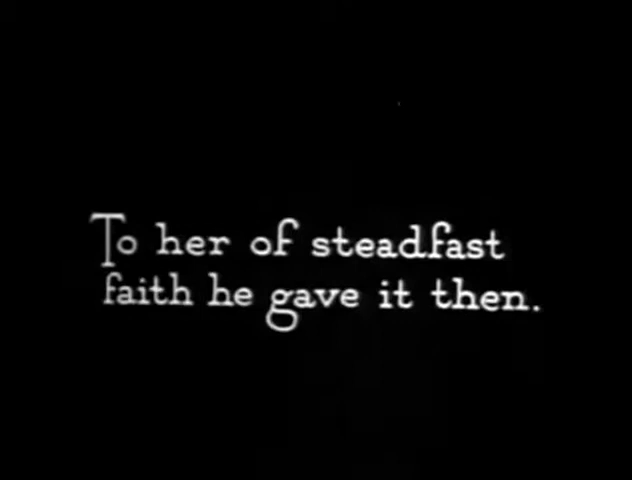 To her of steadfast
faith he gave it then.